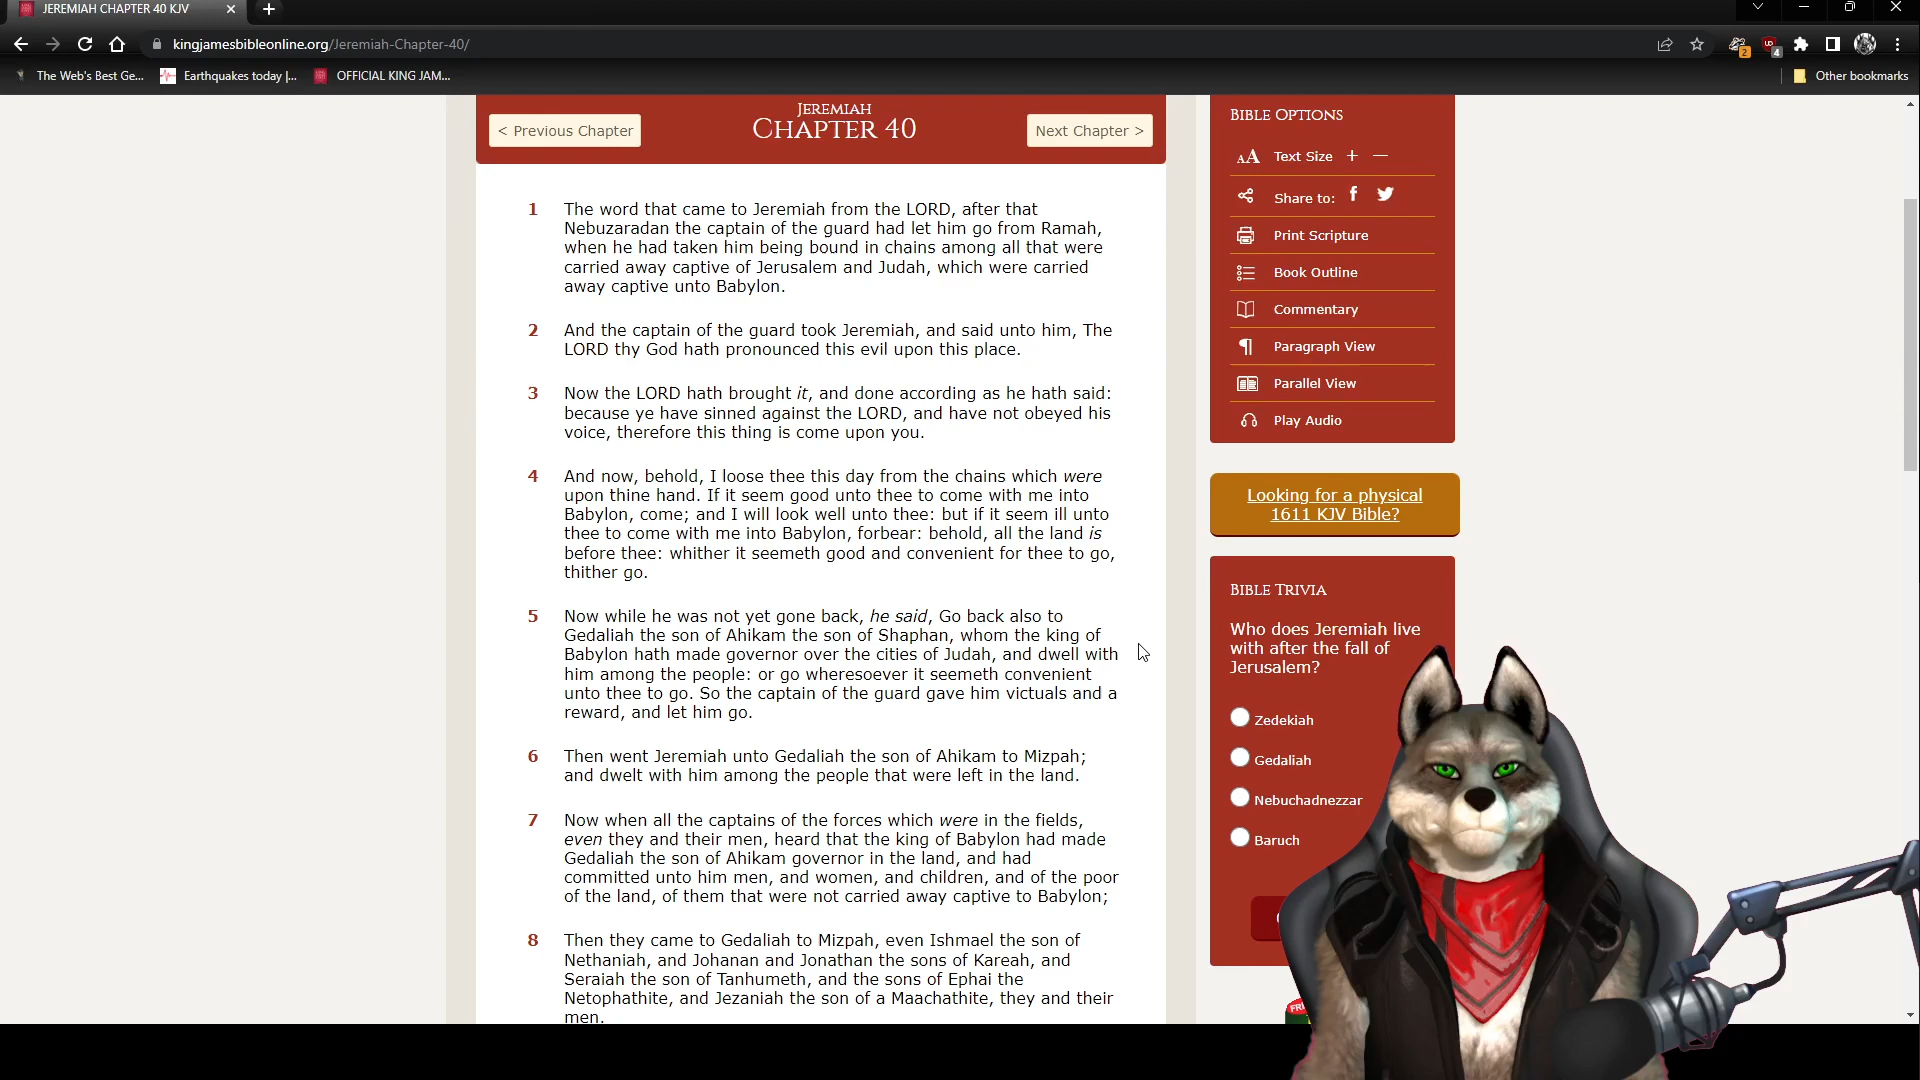 JEREMIAH CHAPTER 40 KJV
kingjamesbibleonline.org/Jeremiah-Chapter-40/
2
4
The Web's Best Ge...
Earthquakes today |...
OFFICIAL KING JAM...
Other bookmarks
JEREMIAH
CHAPTER 40
< Previous Chapter
Next Chapter >
1 The word that came to Jeremiah from the LORD, after that
Nebuzaradan the captain of the guard had let him go from Ramah,
when he had taken him being bound in chains among all that were
carried away captive of Jerusalem and Judah, which were carried
away captive unto Babylon.
2 And the captain of the guard took Jeremiah, and said unto him, The
LORD thy God hath pronounced this evil upon this place.
3 Now the LORD hath brought it, and done according as he hath said:
because ye have sinned against the LORD, and have not obeyed his
voice, therefore this thing is come upon you.
4 And now, behold, I loose thee this day from the chains which were
upon thine hand. If it seem good unto thee to come with me into
Babylon, come; and I will look well unto thee: but if it seem ill unto
thee to come with me into Babylon, forbear: behold, all the land is
before thee: whither it seemeth good and convenient for thee to go,
thither go.
5 Now while he was not yet gone back, he said, Go back also to
Gedaliah the son of Ahikam the son of Shaphan, whom the king of
Babylon hath made governor over the cities of Judah, and dwell with
him among the people: or go wheresoever it seemeth convenient
unto thee to go. So the captain of the guard gave him victuals and a
reward, and let him go.
6 Then went Jeremiah unto Gedaliah the son of Ahikam to Mizpah;
and dwelt with him among the people that were left in the land.
7 Now when all the captains of the forces which were in the fields,
even they and their men, heard that the king of Babylon had made
Gedaliah the son of Ahikam governor in the land, and had
committed unto him men, and women, and children, and of the poor
of the land, of them that were not carried away captive to Babylon;
8 Then they came to Gedaliah to Mizpah, even Ishmael the son of
Nethaniah, and Johanan and Jonathan the sons of Kareah, and
Seraiah the son of Tanhumeth, and the sons of Ephai the
Netophathite, and Jezaniah the son of a Maachathite, they and their
men.
BIBLE OPTIONS
AA Text Size + —
Share to:
Print Scripture
Book Outline
Commentary
Paragraph View
Parallel View
Play Audio
Looking for a physical
1611 KJV Bible?
BIBLE TRIVIA
Who does Jeremiah live
with after the fall of
Jerusalem?
Zedekiah
Gedaliah
Nebuchadnezzar
Baruch